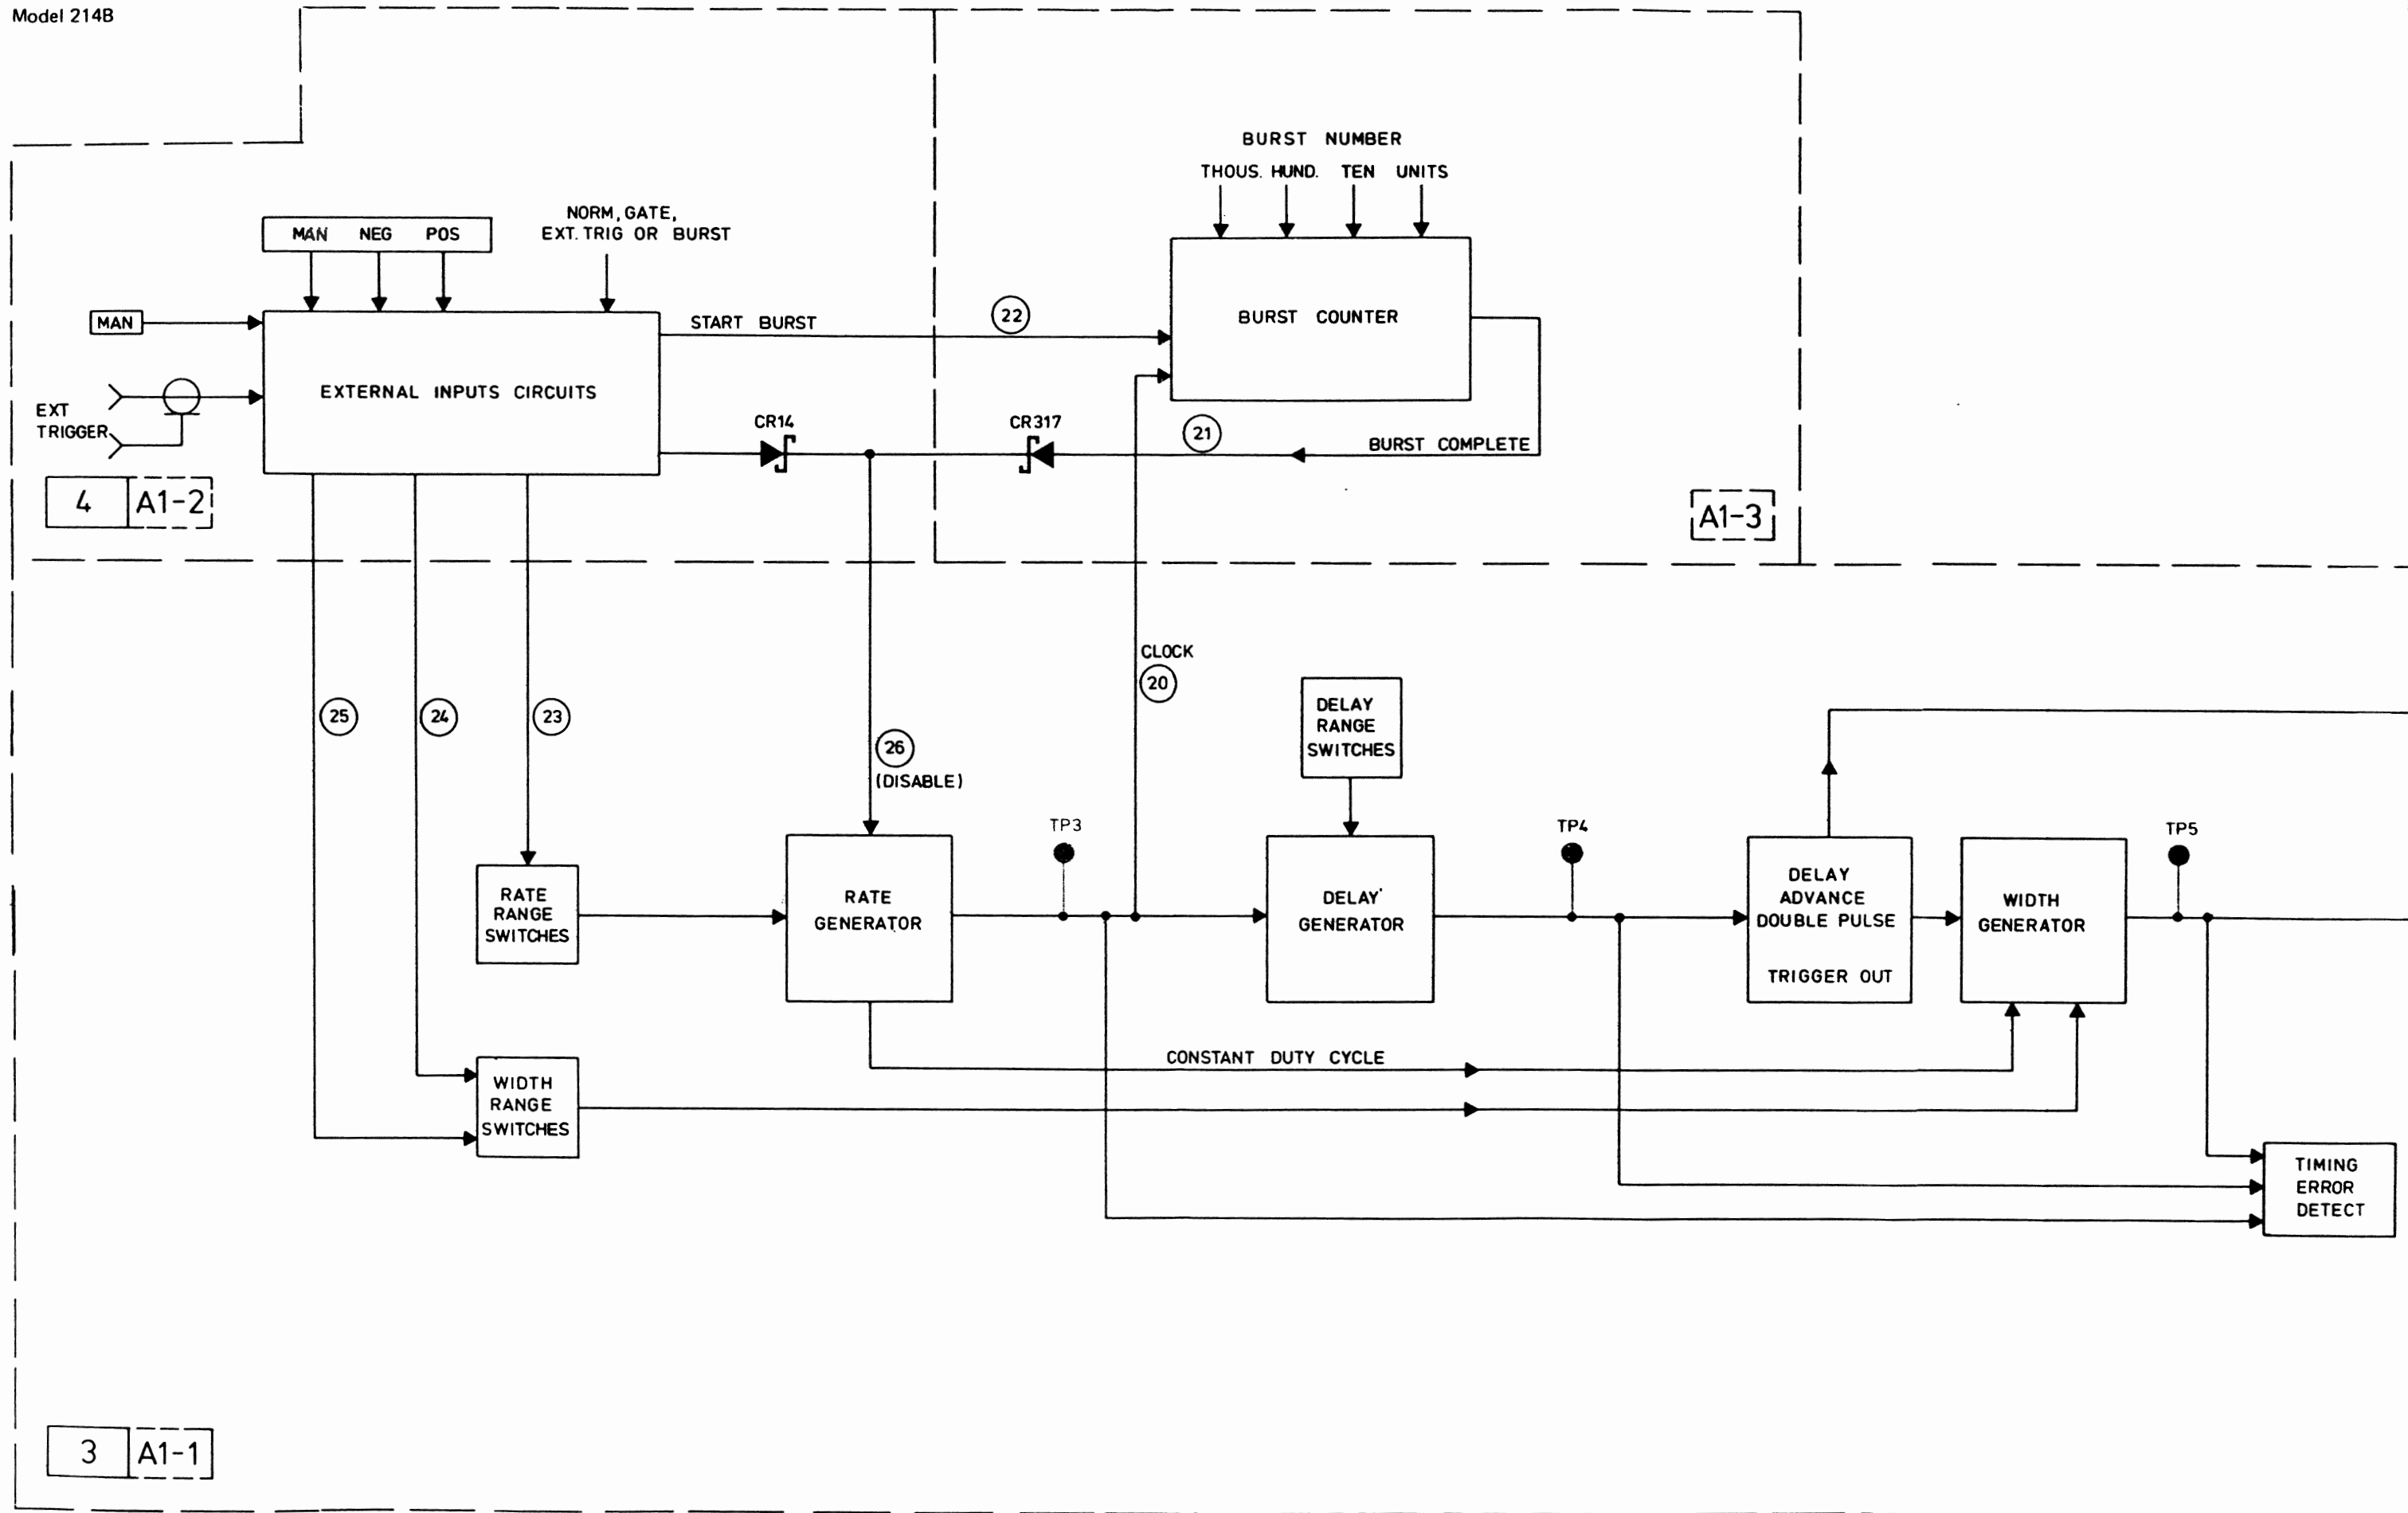 Model 214B
BURST NUMBER
THOUS. HUND. TEN UNITS
NORM, GATE,
EXT. TRIG OR BURST
MAN NEG POS
MAN
START BURST
22
BURST COUNTER
EXTERNAL INPUTS CIRCUITS
EXT
TRIGGER
CR14
CR317
21
BURST COMPLETE
4 A1-2
A1-3
CLOCK
20
25
24
23
26
(DISABLE)
DELAY
RANGE
SWITCHES
TP3
TP4
TP5
RATE
RANGE
SWITCHES
RATE
GENERATOR
DELAY
GENERATOR
DELAY
ADVANCE
DOUBLE PULSE
TRIGGER OUT
WIDTH
GENERATOR
CONSTANT DUTY CYCLE
WIDTH
RANGE
SWITCHES
TIMING
ERROR
DETECT
3 A1-1